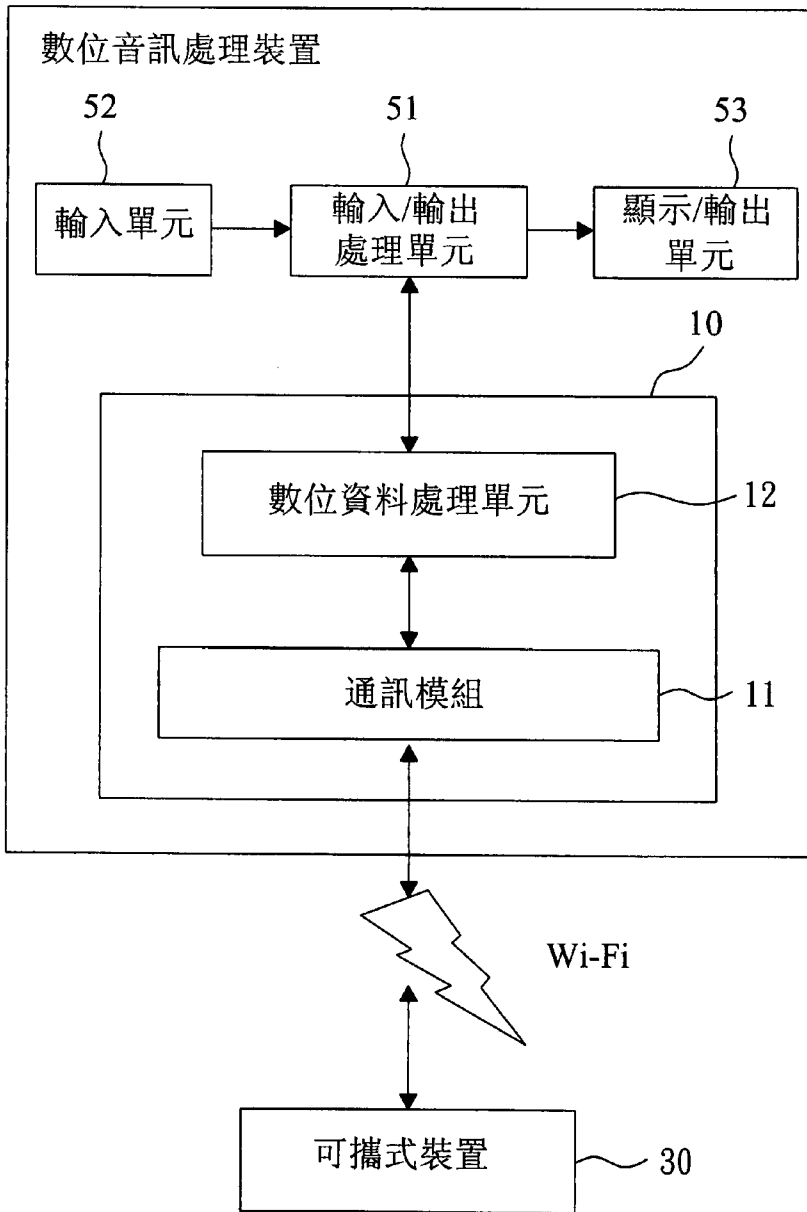 數位音訊處理裝置
52
51
53
輸入單元
輸入/輸出
處理單元
顯示/輸出
單元
10
數位資料處理單元
12
通訊模組
11
Wi-Fi
可攜式裝置
30